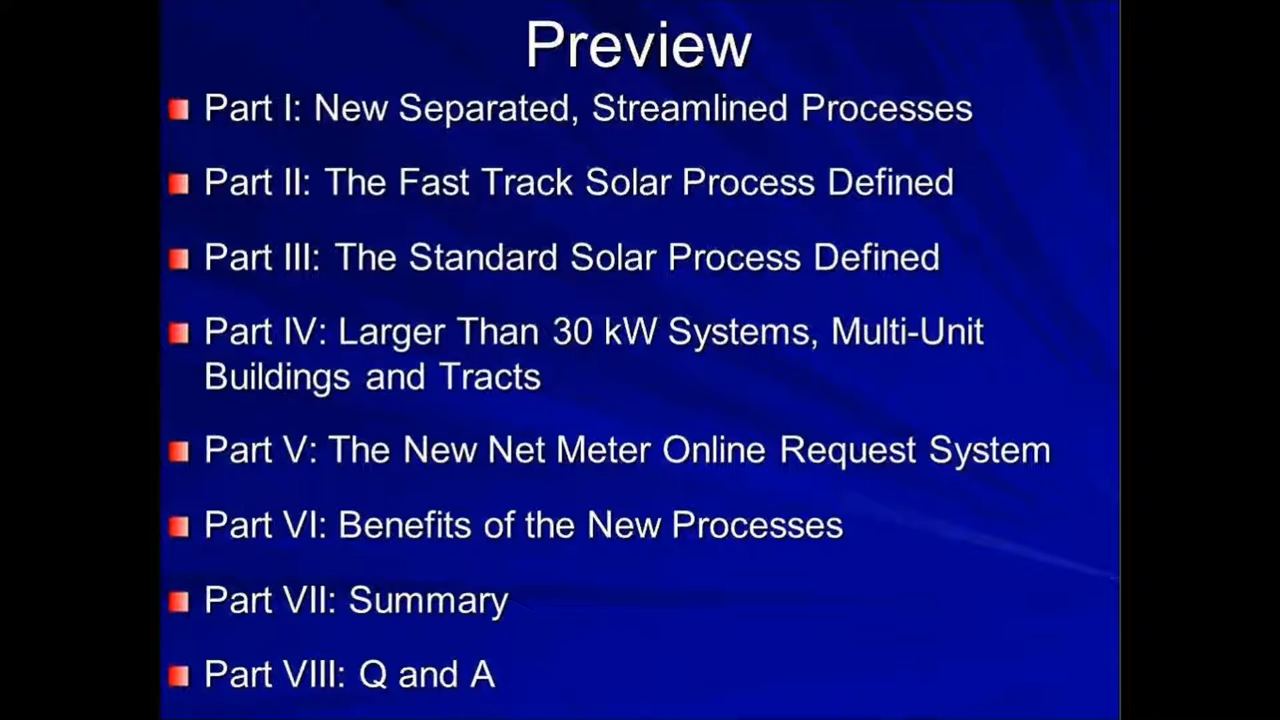 Preview
Part I: New Separated, Streamlined Processes
Part II: The Fast Track Solar Process Defined
Part III: The Standard Solar Process Defined
Part IV: Larger Than 30 kW Systems, Multi-Unit
Buildings and Tracts
Part V: The New Net Meter Online Request System
Part VI: Benefits of the New Processes
Part VII: Summary
Part VIII: Q and A